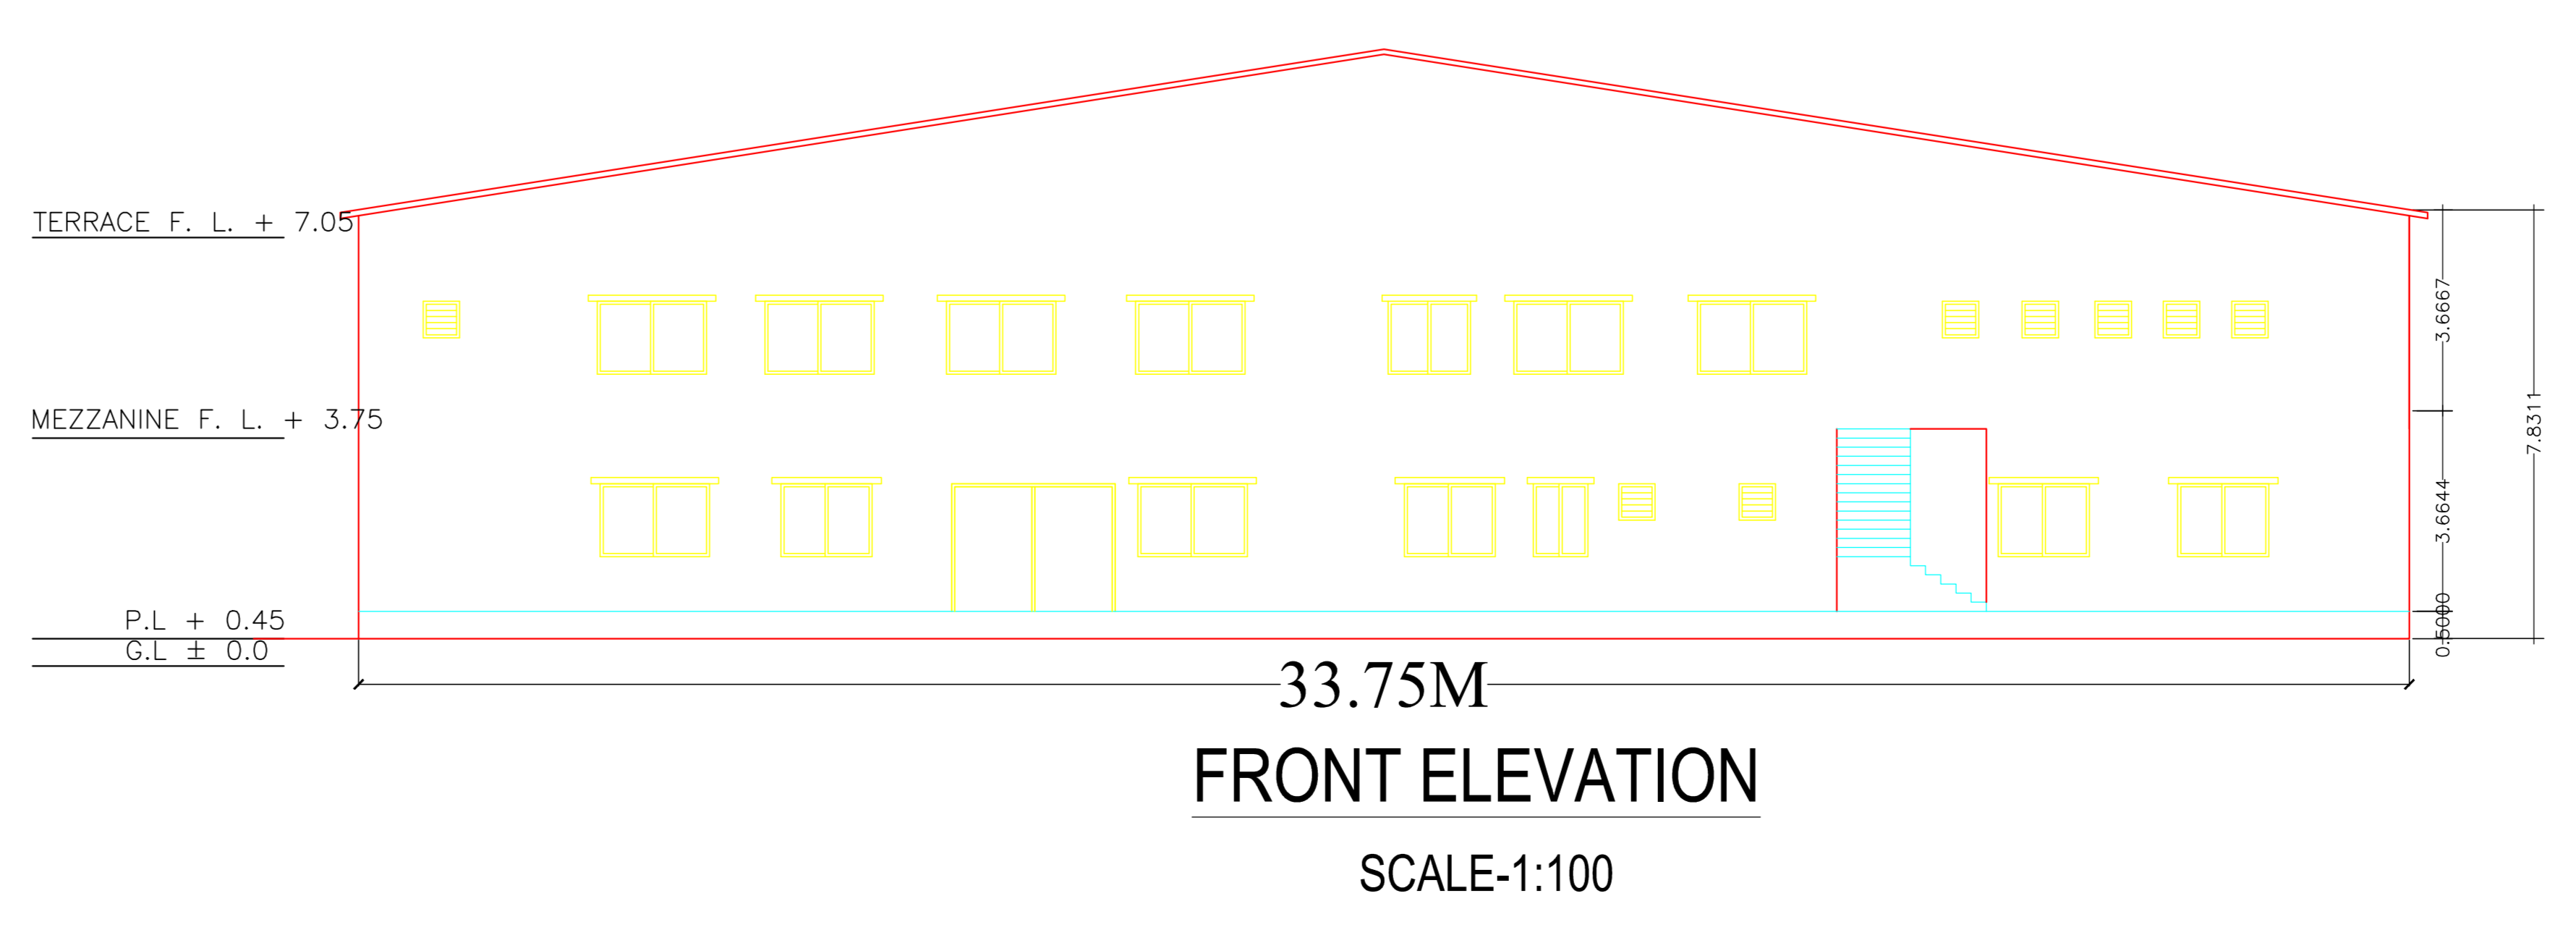 TERRACE F. L. + 7.05
3.6667
7.8311
MEZZANINE F. L. + 3.75
3.6644
P.L + 0.45
0.5000
G.L ± 0.0
33.75M
FRONT ELEVATION
SCALE-1:100